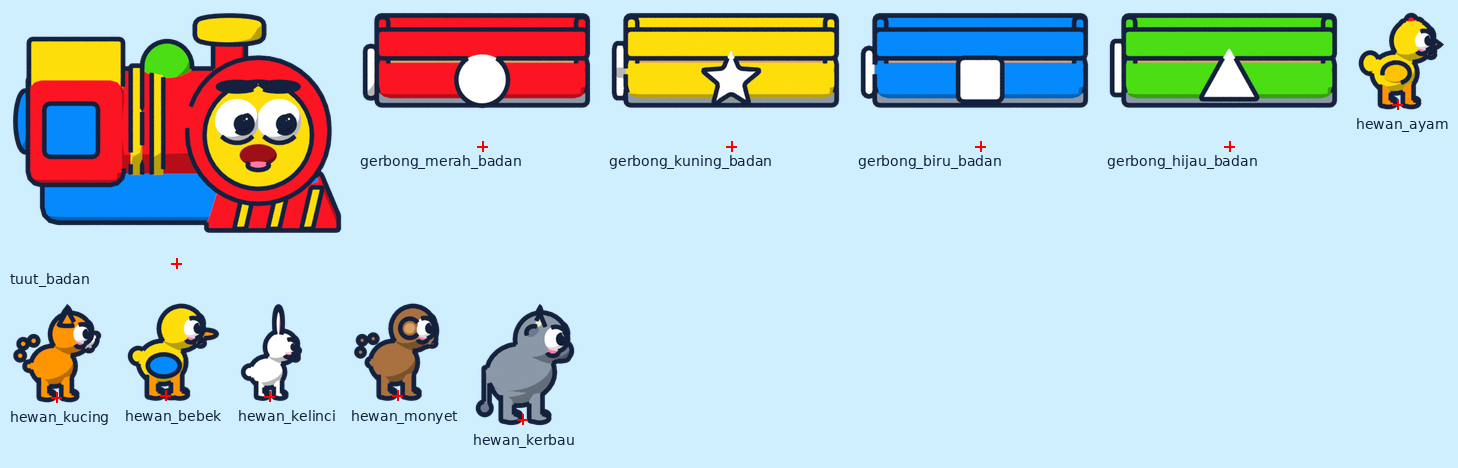 gerbong_merah_badan
gerbong_kuning_badan
gerbong_biru_badan
gerbong_hijau_badan
hewan_ayam
tuut_badan
hewan_kucing
hewan_bebek
hewan_kelinci
hewan_monyet
hewan_kerbau